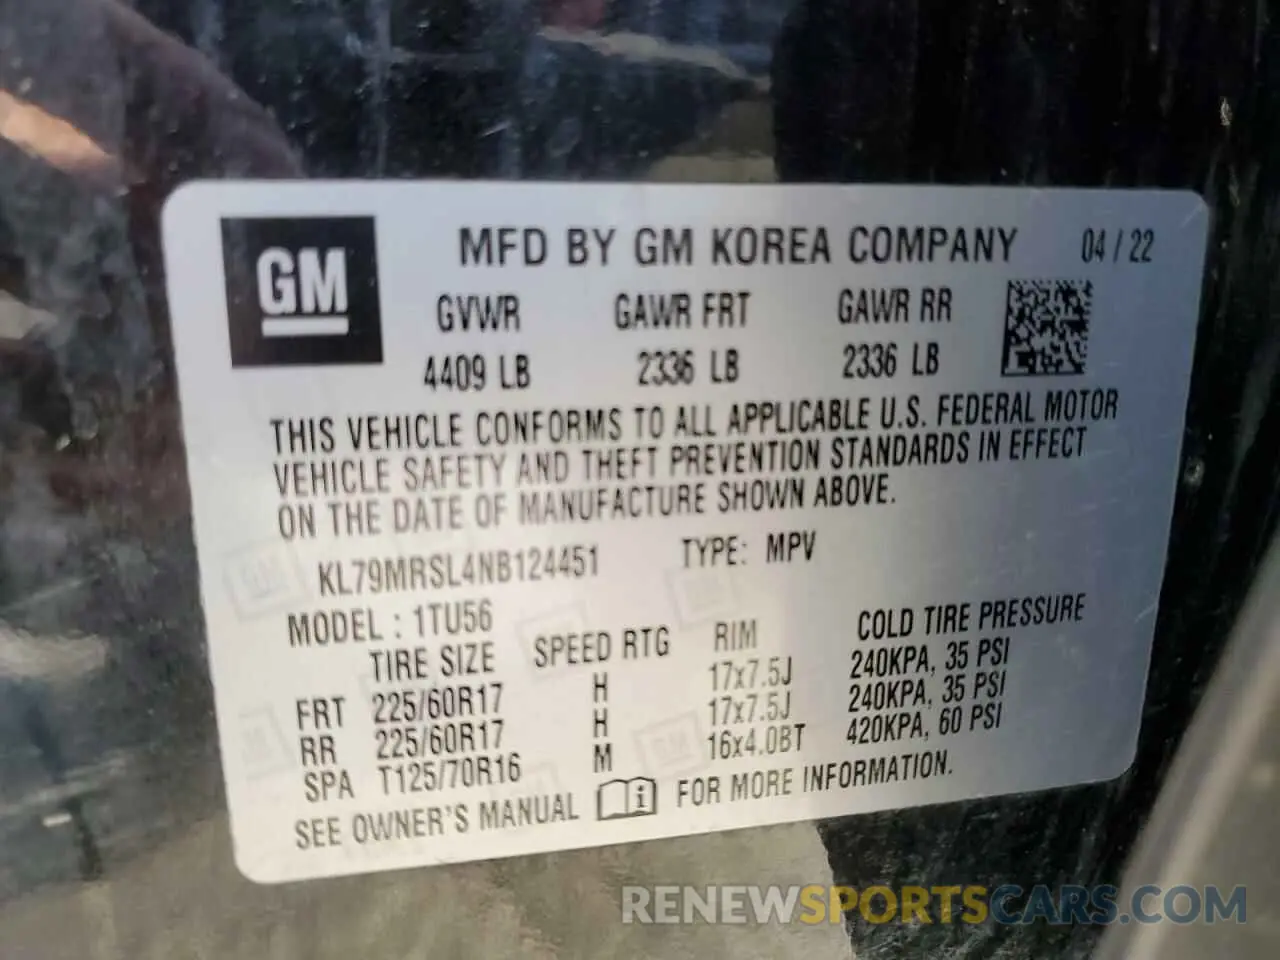 GM
MFD BY GM KOREA COMPANY 04 / 22
GVWR GAWR FRT GAWR RR
4409 LB 2336 LB 2336 LB
THIS VEHICLE CONFORMS TO ALL APPLICABLE U.S. FEDERAL MOTOR
VEHICLE SAFETY AND THEFT PREVENTION STANDARDS IN EFFECT
ON THE DATE OF MANUFACTURE SHOWN ABOVE.
KL79MRSL4NB124451 TYPE: MPV
MODEL : 1TU56
TIRE SIZE SPEED RTG RIM COLD TIRE PRESSURE
FRT 225/60R17 H 17x7.5J 240KPA, 35 PSI
RR 225/60R17 H 17x7.5J 240KPA, 35 PSI
SPA T125/70R16 M 16x4.0BT 420KPA, 60 PSI
SEE OWNER'S MANUAL i FOR MORE INFORMATION.
RENEWSPORTSCARS.COM